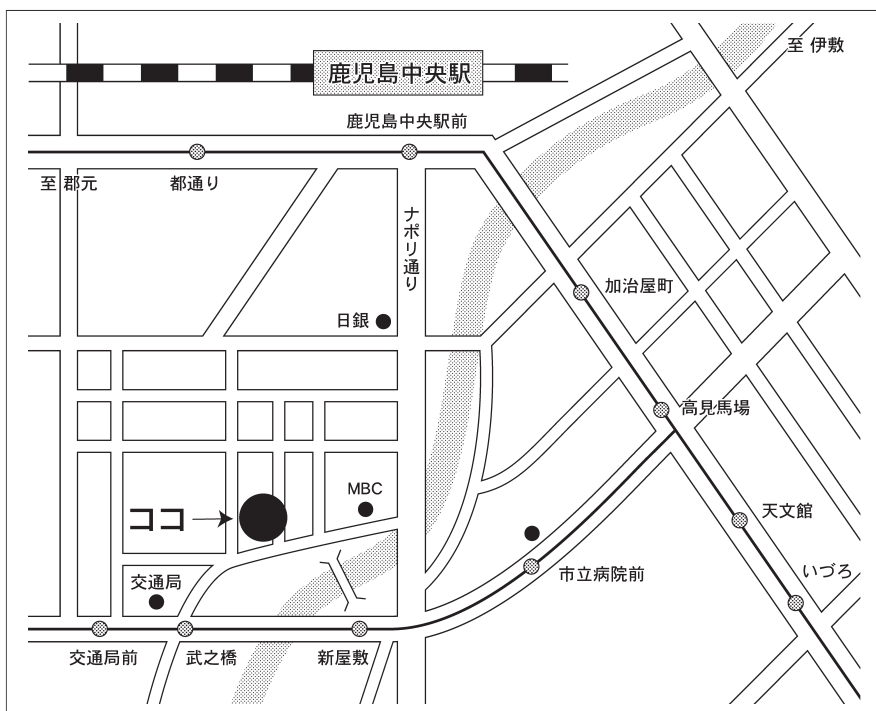 至 伊敷
鹿児島中央駅
鹿児島中央駅前
至 郡元
都通り
ナポリ通り
加治屋町
日銀
高見馬場
MBC
ココ
天文館
いづろ
交通局
市立病院前
交通局前
武之橋
新屋敷